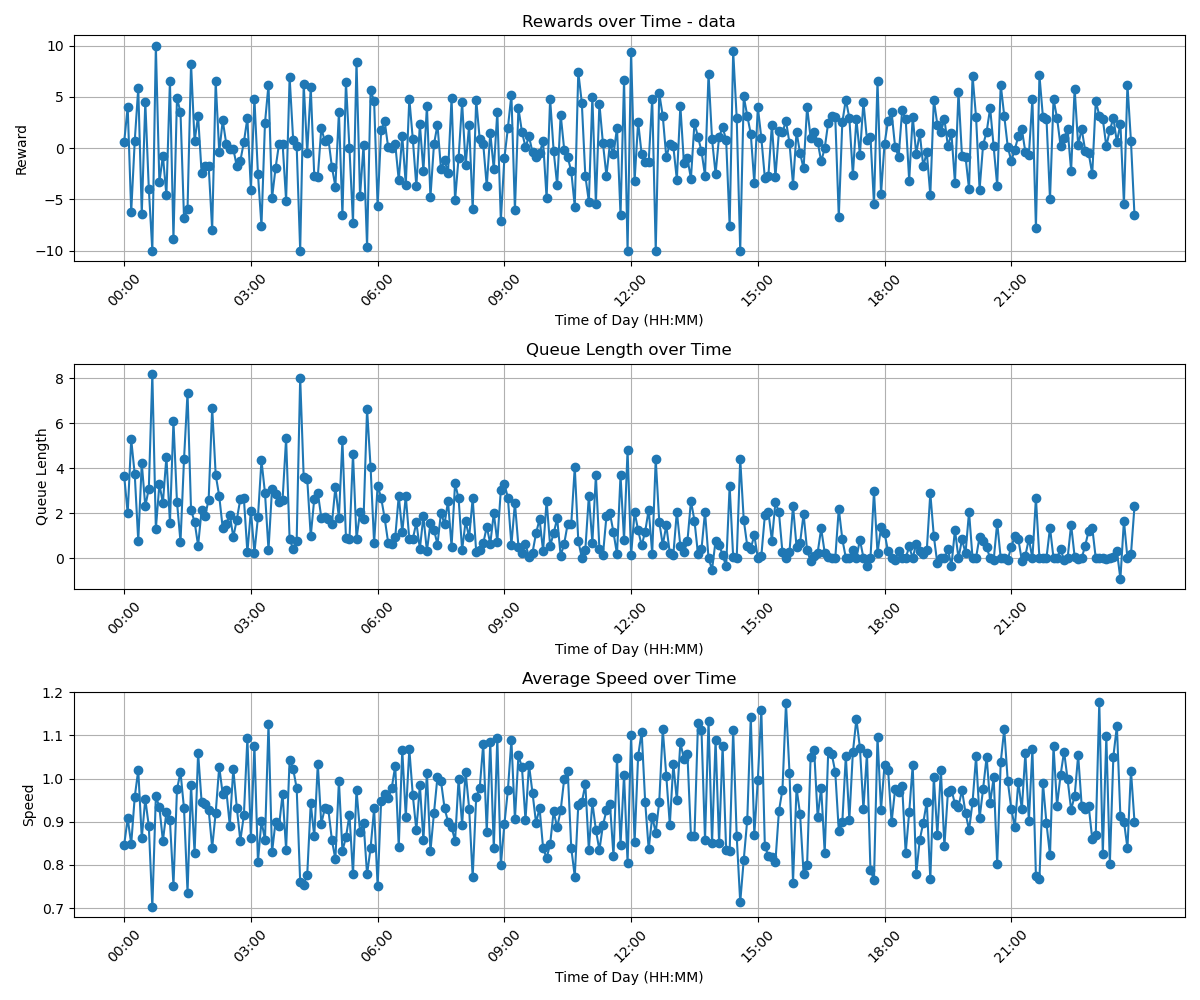 Rewards over Time - data
10
5
0
−5
−10
Reward
00:00 03:00 06:00 09:00 12:00 15:00 18:00 21:00
Time of Day (HH:MM)
Queue Length over Time
8
6
4
2
0
Queue Length
00:00 03:00 06:00 09:00 12:00 15:00 18:00 21:00
Time of Day (HH:MM)
Average Speed over Time
1.2
1.1
1.0
0.9
0.8
0.7
Speed
00:00 03:00 06:00 09:00 12:00 15:00 18:00 21:00
Time of Day (HH:MM)